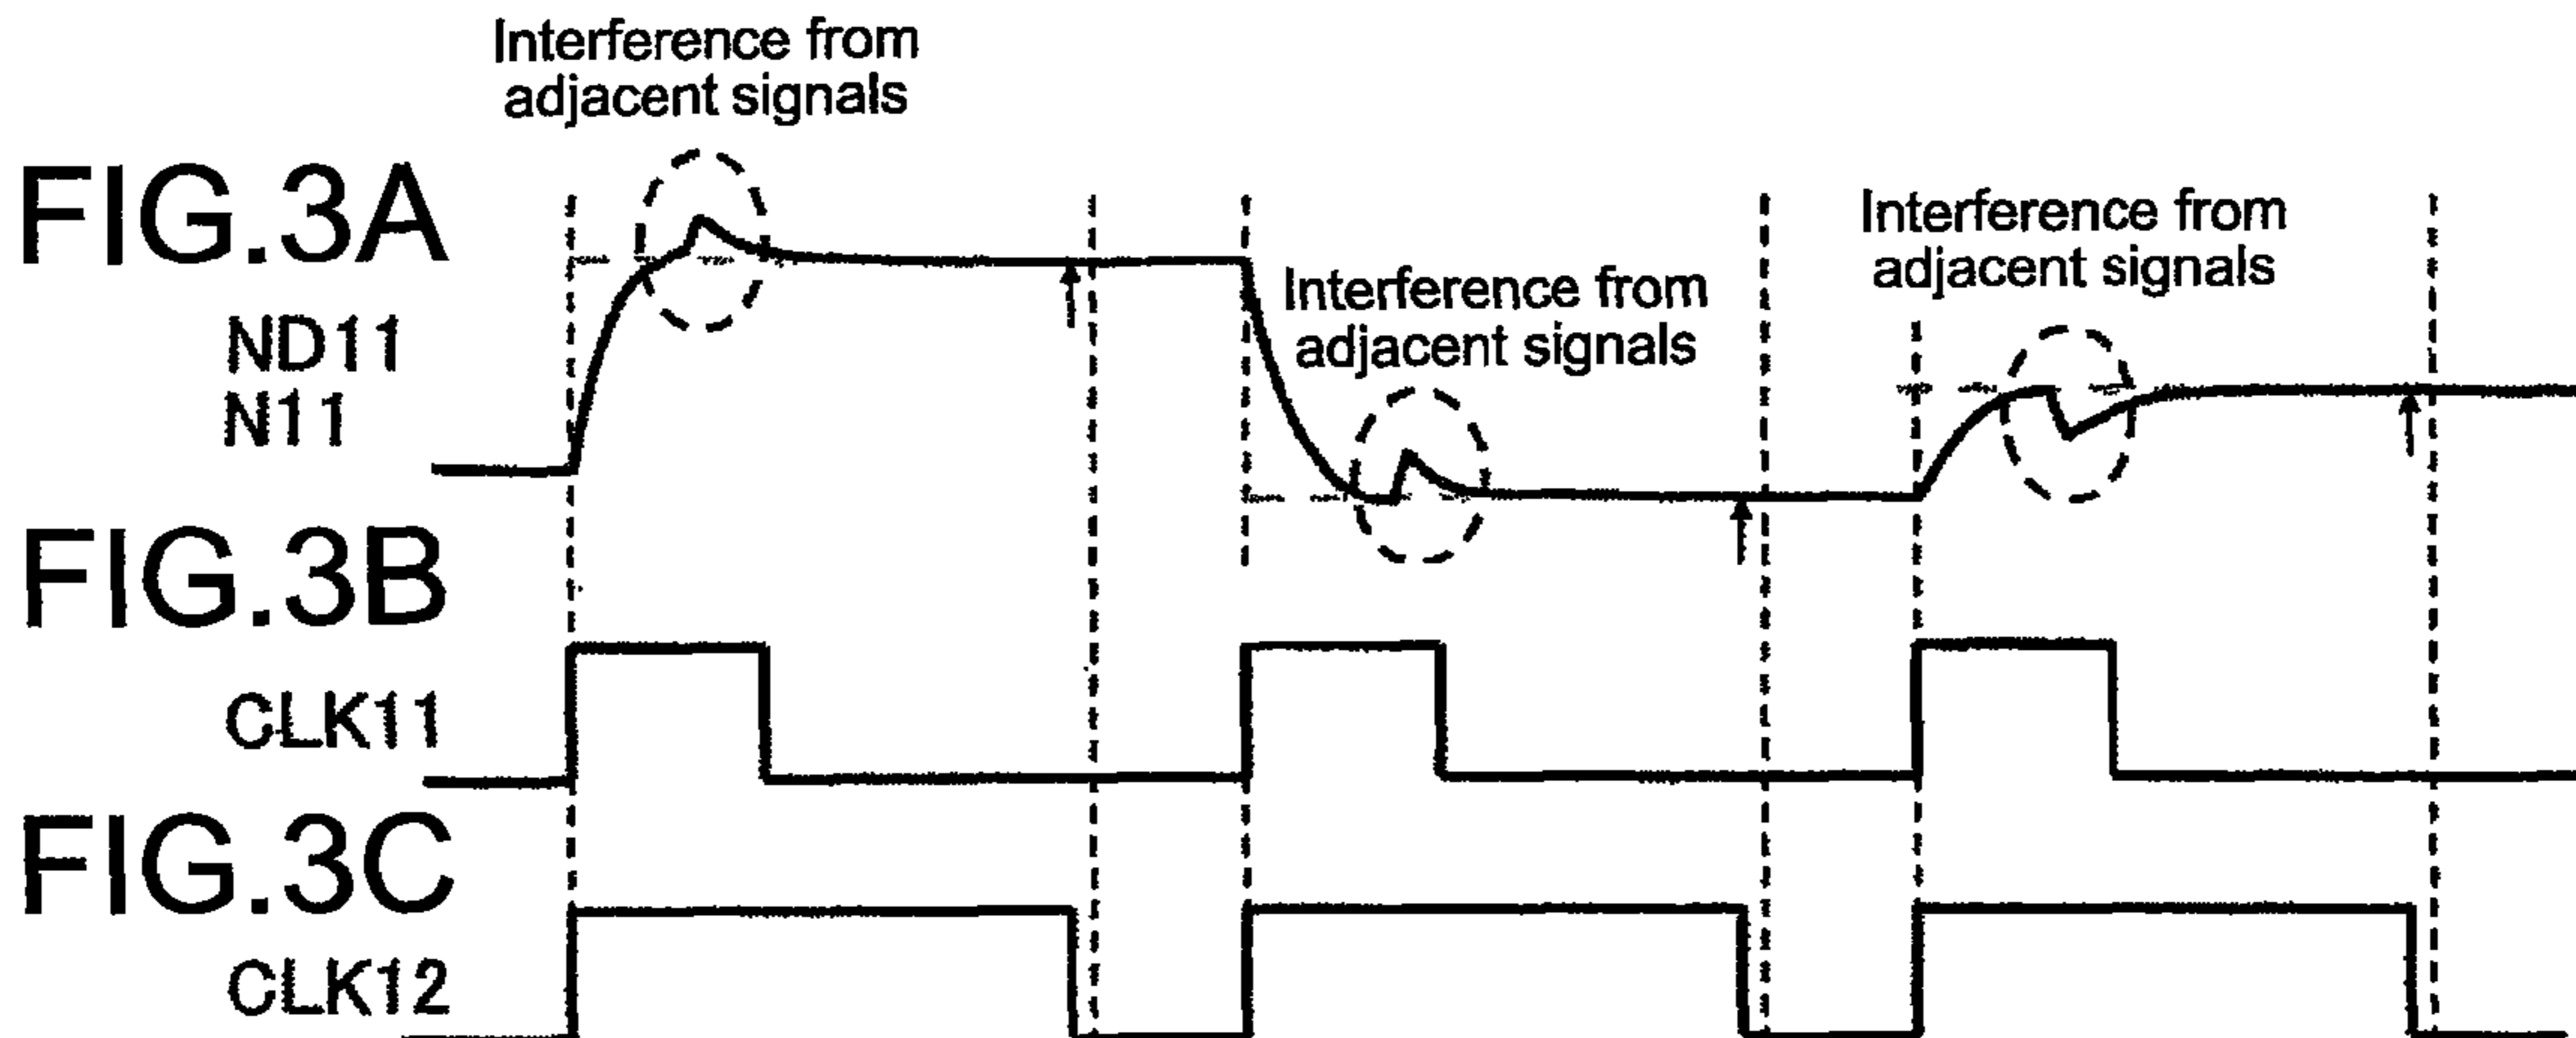 Interference from
adjacent signals
FIG.3A
Interference from
adjacent signals
Interference from
adjacent signals
ND11
N11
FIG.3B
CLK11
FIG.3C
CLK12